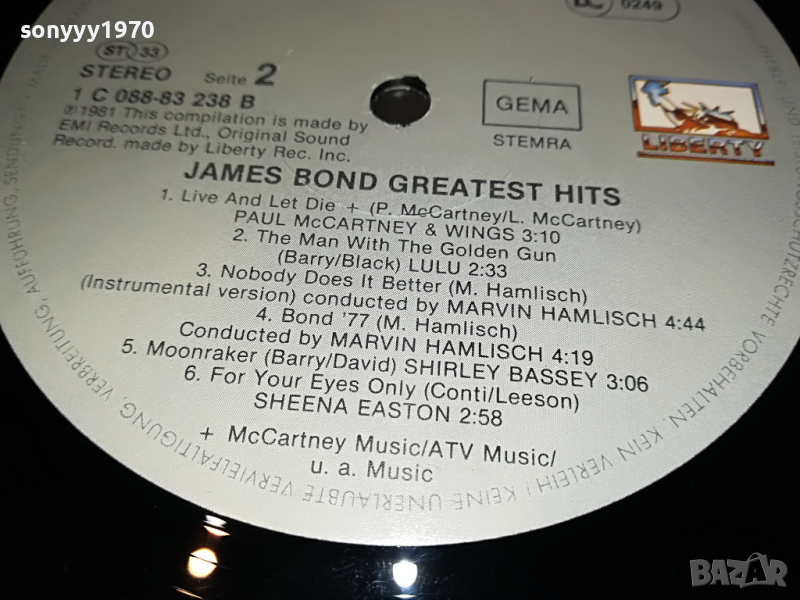 sonyyy1970
LC
0249
ST 33
STEREO Seite 2
1 C 088-83 238 B
℗1981 This compilation is made by
EMI Records Ltd., Original Sound
Record. made by Liberty Rec. Inc.
GEMA
STEMRA
LIBERTY
JAMES BOND GREATEST HITS
1. Live And Let Die + (P. McCartney/L. McCartney)
PAUL McCARTNEY & WINGS 3:10
2. The Man With The Golden Gun
(Barry/Black) LULU 2:33
3. Nobody Does It Better (M. Hamlisch)
(Instrumental version) conducted by MARVIN HAMLISCH 4:44
4. Bond '77 (M. Hamlisch)
Conducted by MARVIN HAMLISCH 4:19
5. Moonraker (Barry/David) SHIRLEY BASSEY 3:06
6. For Your Eyes Only (Conti/Leeson)
SHEENA EASTON 2:58
+ McCartney Music/ATV Music/
u. a. Music
VORBEHALTEN. KEIN VERLEIH! KEINE UNERLAUBTE VERVIELFÄLTIGUNG, VERBREITUNG, AUFFÜHRUNG, SENDUNG!
BAZAR